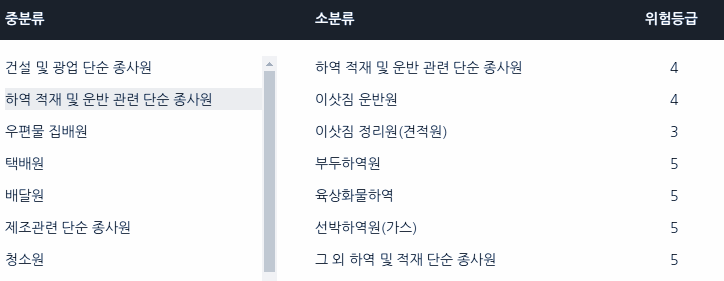 중분류 소분류 위험등급
건설 및 광업 단순 종사원 하역 적재 및 운반 관련 단순 종사원 4
하역 적재 및 운반 관련 단순 종사원 이삿짐 운반원 4
우편물 집배원 이삿짐 정리원(견적원) 3
택배원 부두하역원 5
배달원 육상화물하역 5
제조관련 단순 종사원 선박하역원(가스) 5
청소원 그 외 하역 및 적재 단순 종사원 5